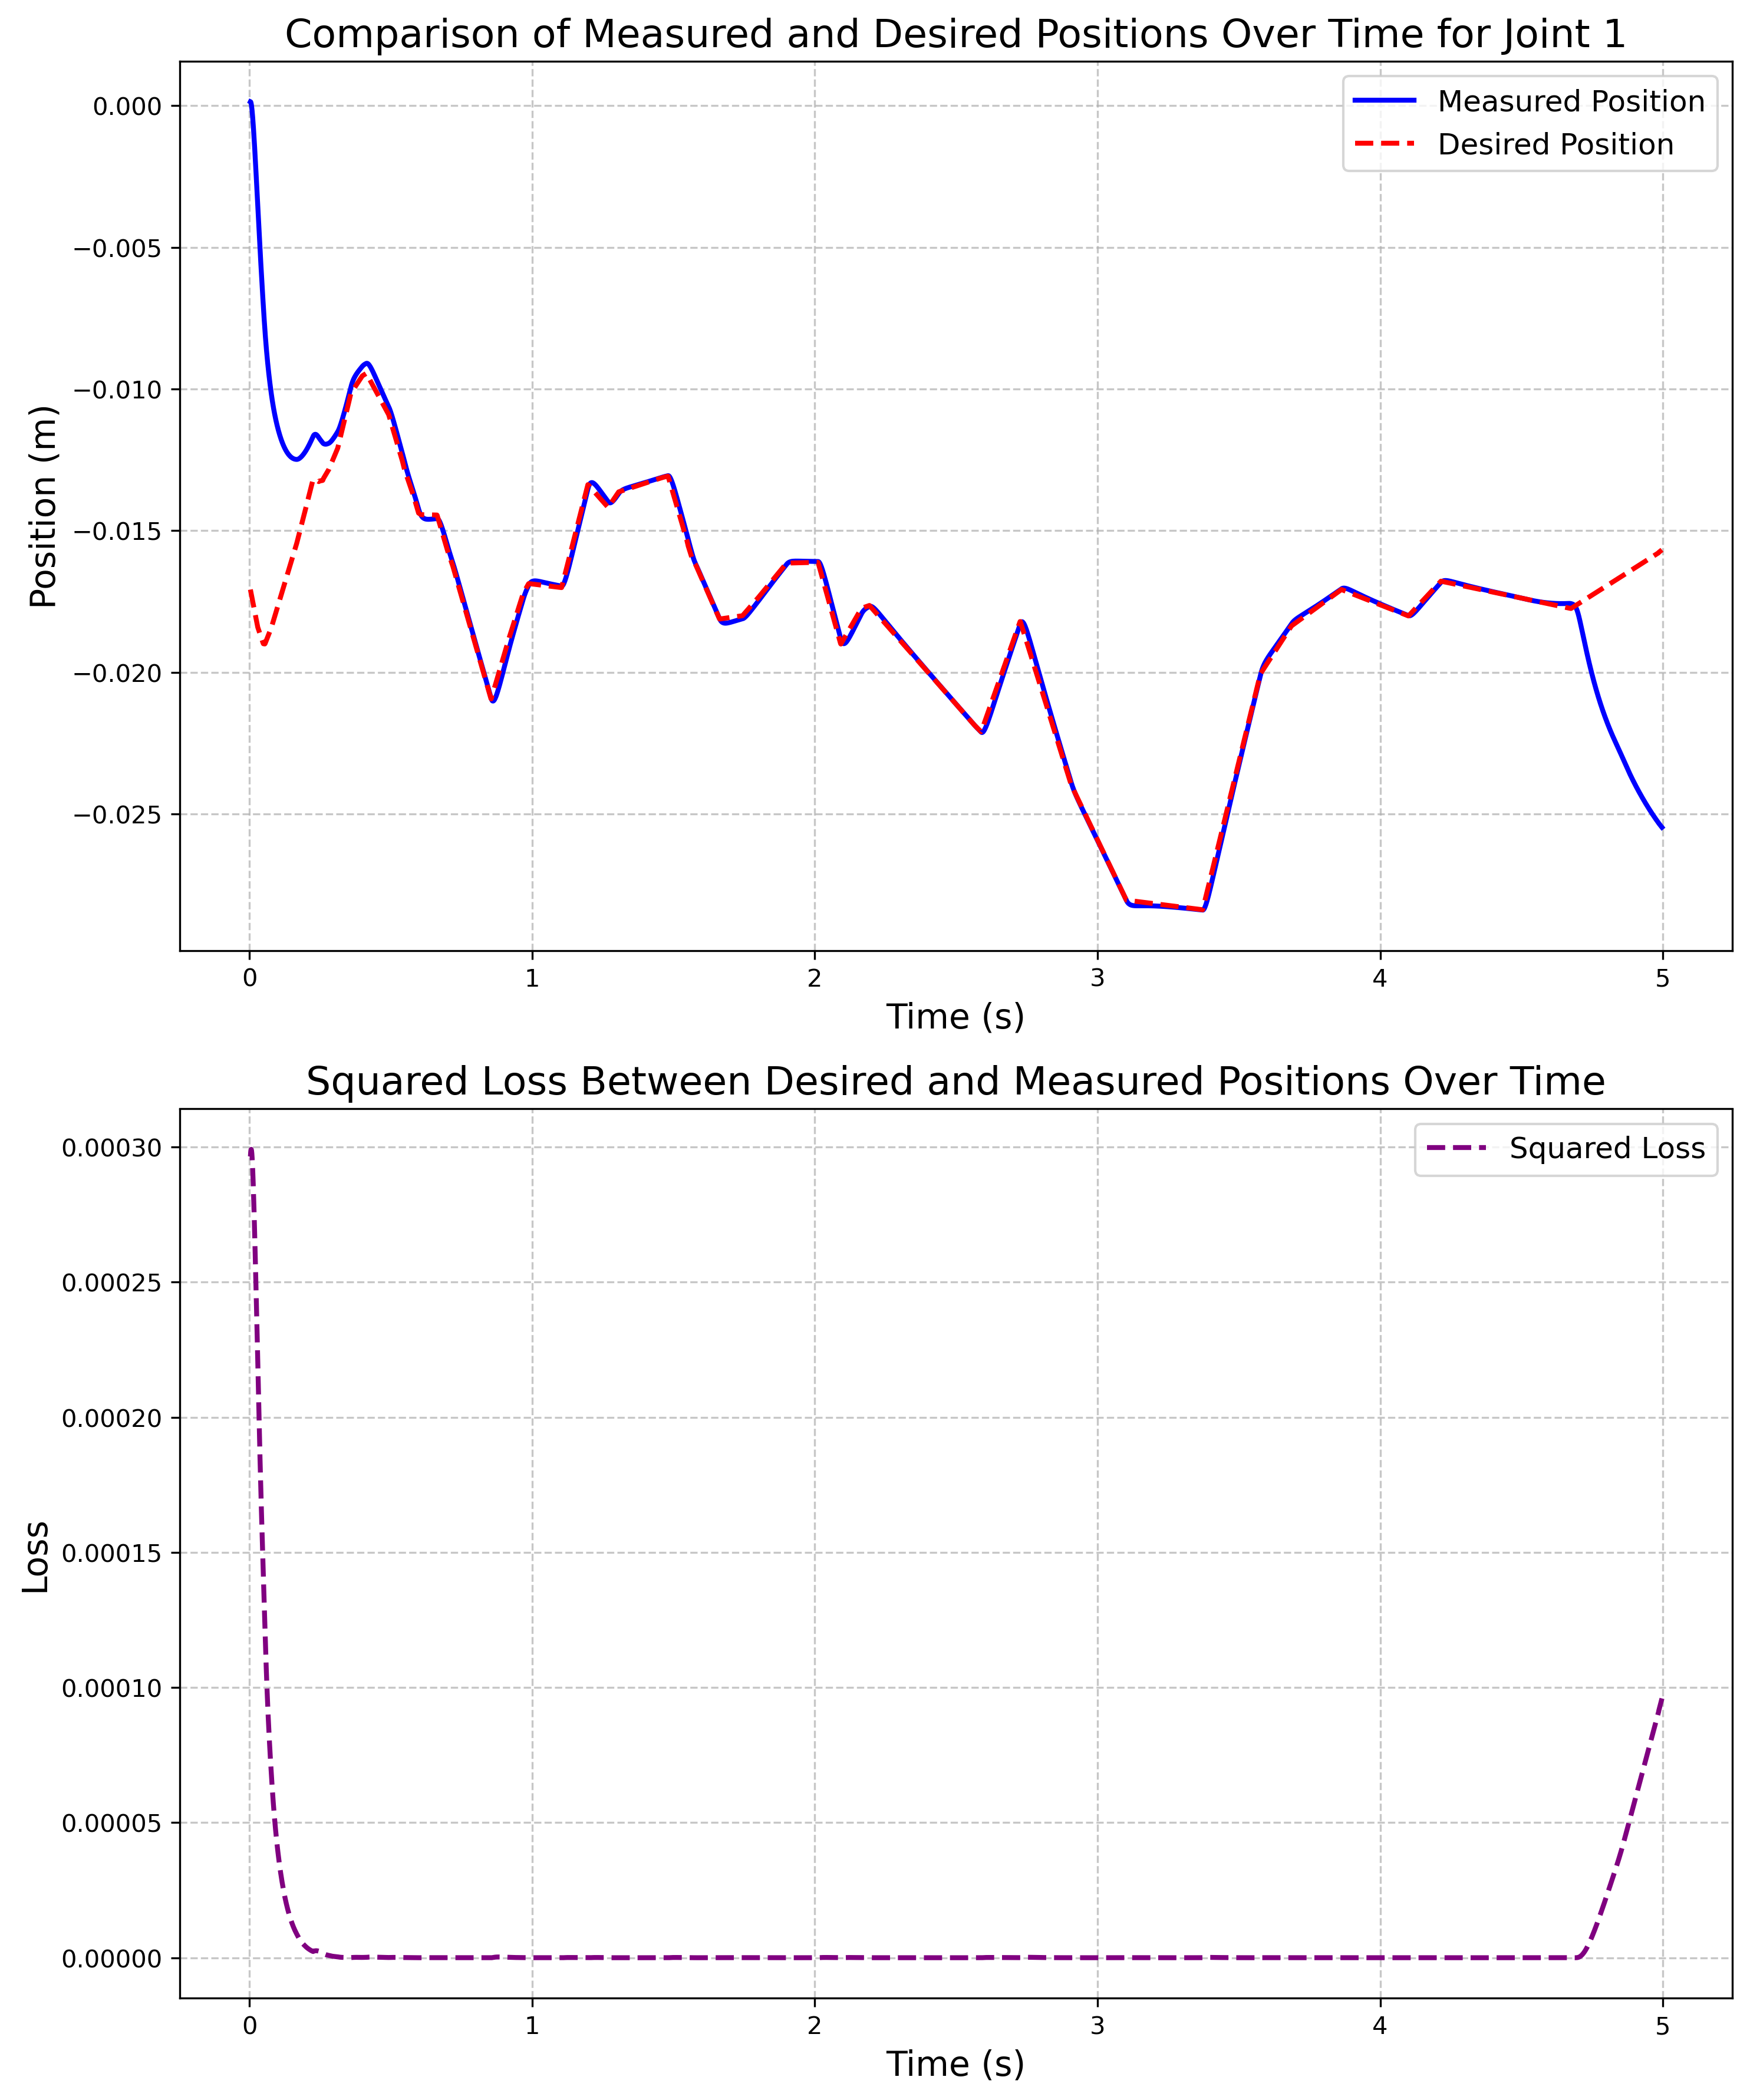 Comparison of Measured and Desired Positions Over Time for Joint 1
Measured Position
Desired Position
0.000
−0.005
−0.010
−0.015
−0.020
−0.025
Position (m)
0 1 2 3 4 5
Time (s)
Squared Loss Between Desired and Measured Positions Over Time
Squared Loss
0.00030
0.00025
0.00020
0.00015
0.00010
0.00005
0.00000
Loss
0 1 2 3 4 5
Time (s)